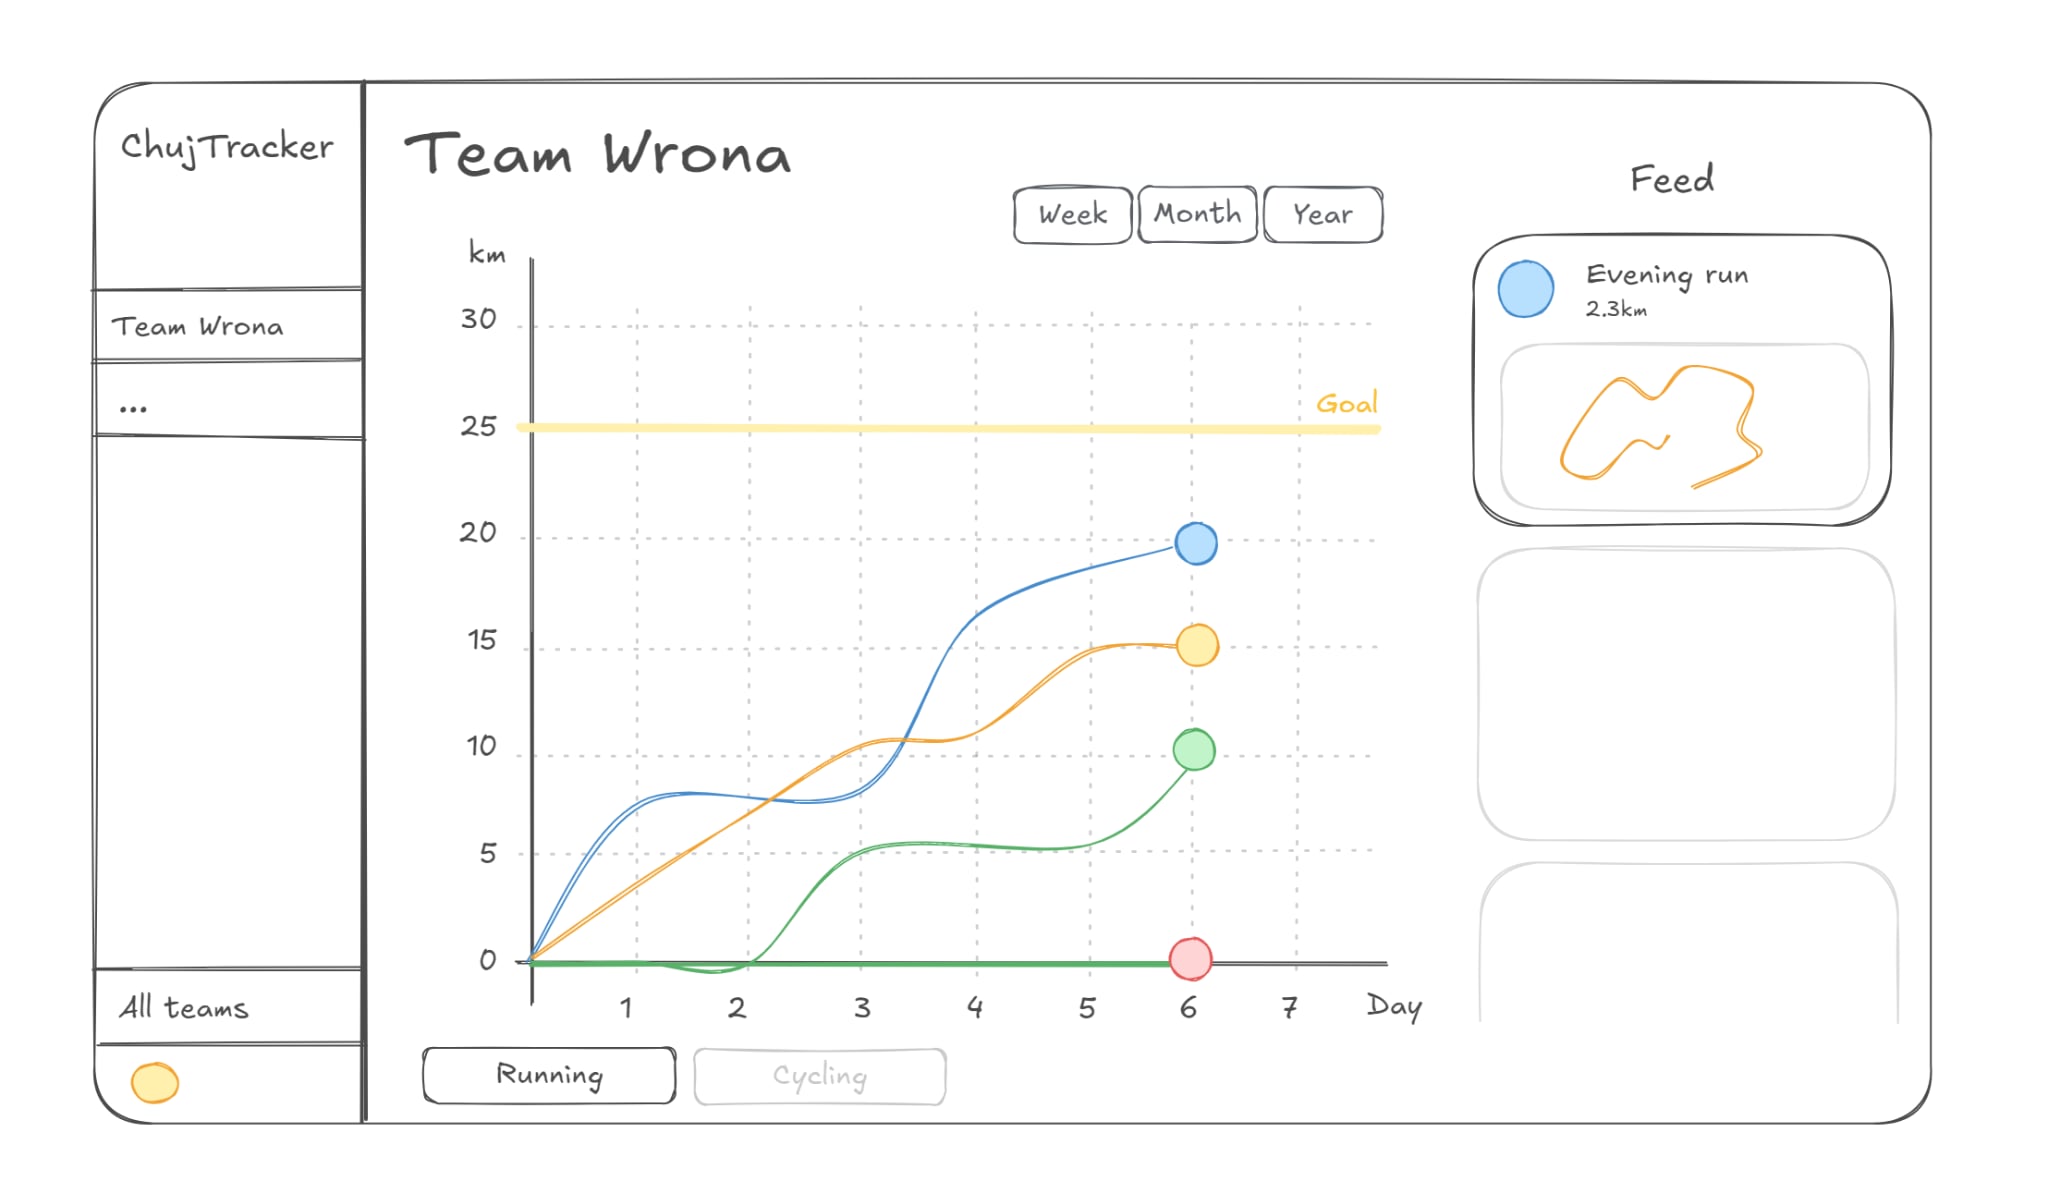 ChujTracker
Team Wrona
...
All teams
Team Wrona
Week
Month
Year
km
30
25
20
15
10
5
0
Goal
1 2 3 4 5 6 7 Day
Running
Cycling
Feed
Evening run
2.3km